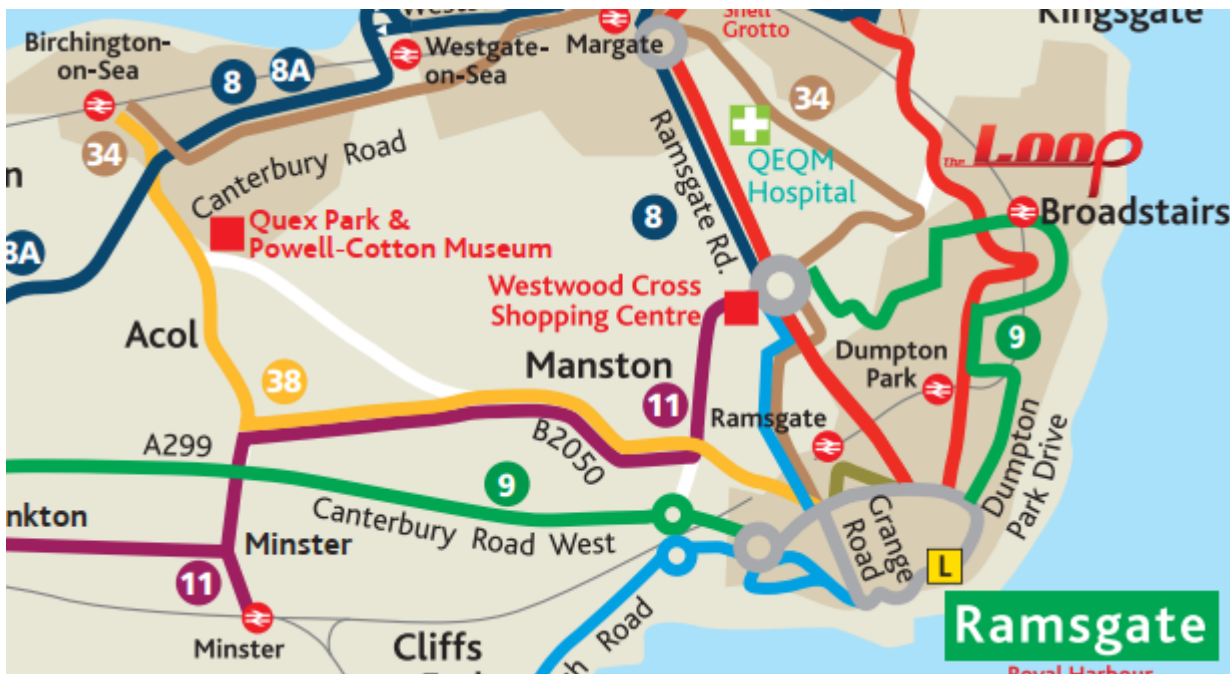 Shell
Grotto
Kingsgate
Birchington-
on-Sea
8
8A
Westgate-
on-Sea
Margate
34
34
Canterbury Road
Ramsgate Rd.
QEQM
Hospital
The Loop
Broadstairs
8A
Quex Park &
Powell-Cotton Museum
8
Westwood Cross
Shopping Centre
Acol
Manston
38
11
Dumpton
Park
9
Ramsgate
A299
B2050
9
Canterbury Road West
Dumpton
Park Drive
Grange
Road
nkton
Minster
11
L
Minster
Cliffs
Road
Ramsgate
Royal Harbour